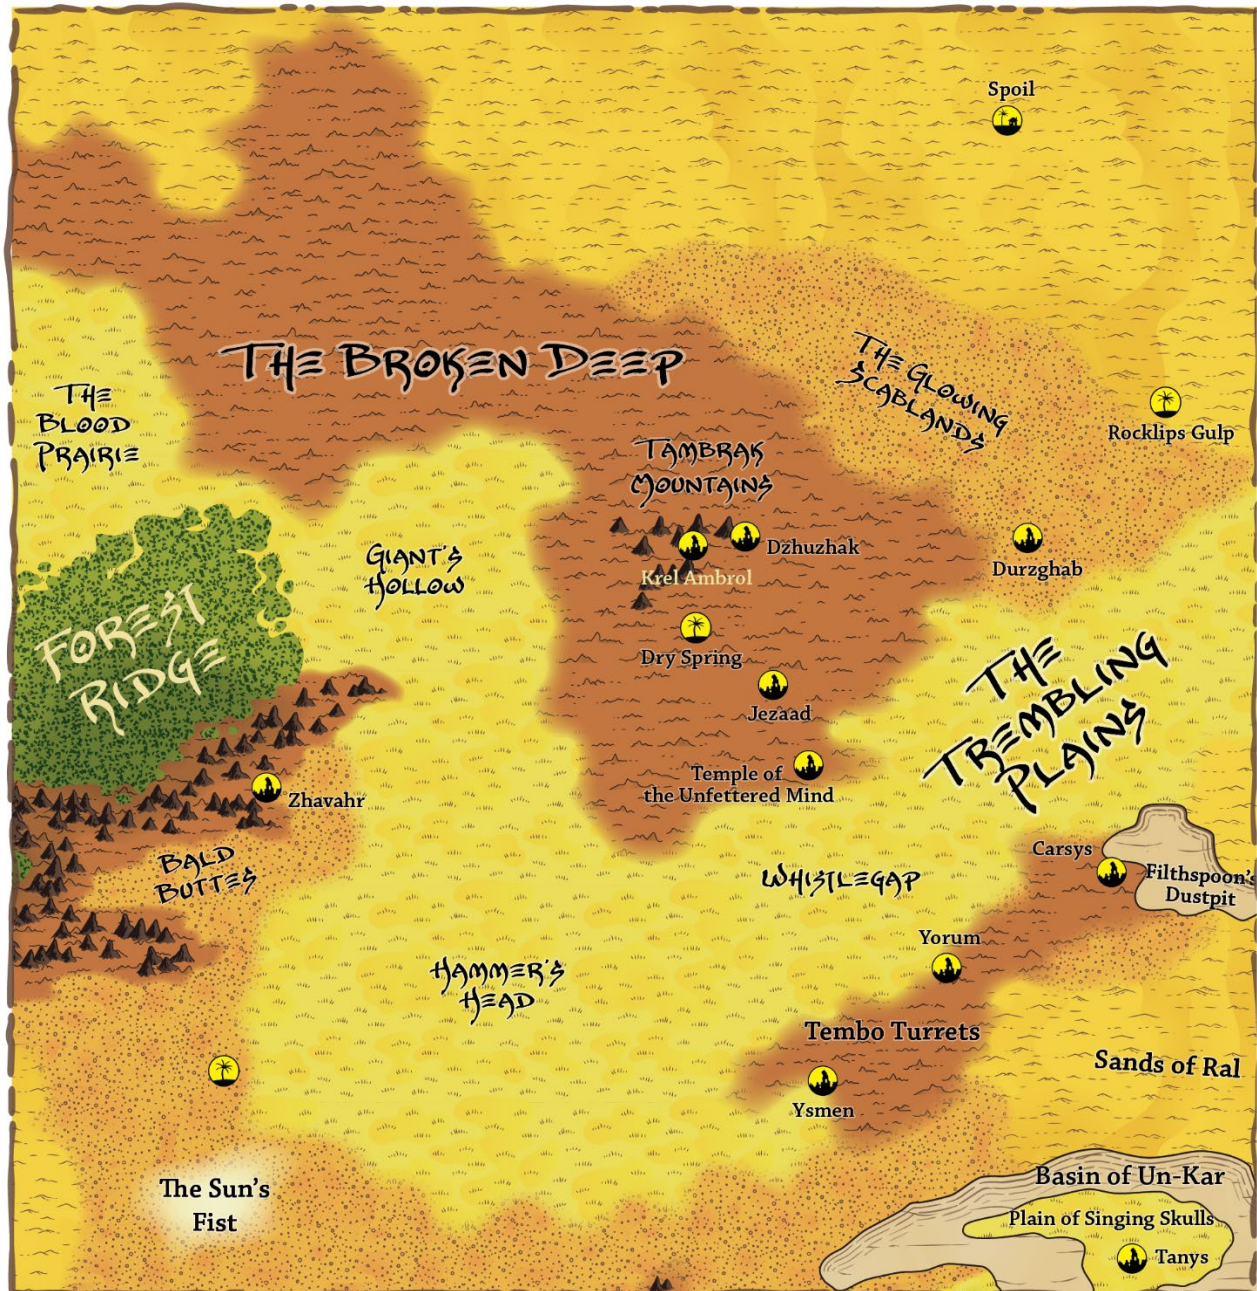 Spoil
THE BROKEN DEEP
THE GLOWING
SCABLANDS
THE
BLOOD
PRAIRIE
Rocklips Gulp
TAMBRAK
MOUNTAINS
GIANT'S
HOLLOW
Dzhuzhak
Krel Ambrol
Durzghab
FOREST
RIDGE
Dry Spring
THE
TREMBLING
PLAINS
Jezaad
Temple of
the Unfettered Mind
Zhavahr
BALD
BUTTES
Carsys
WHISTLEGAP
Filthspoon's
Dustpit
Yorum
HAMMER'S
HEAD
Tembo Turrets
Sands of Ral
Ysmen
The Sun's
Fist
Basin of Un-Kar
Plain of Singing Skulls
Tanys